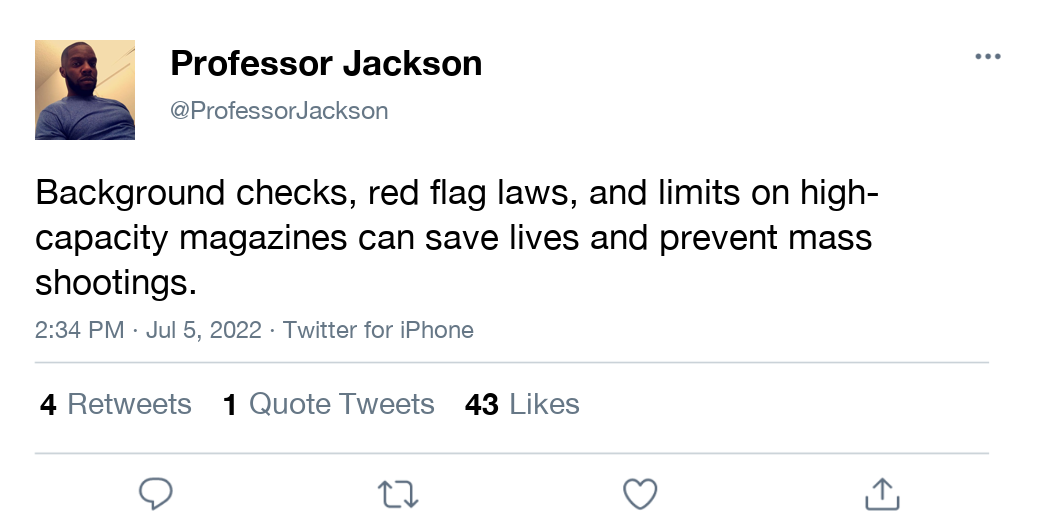 Professor Jackson
@ProfessorJackson
Background checks, red flag laws, and limits on high-
capacity magazines can save lives and prevent mass
shootings.
2:34 PM · Jul 5, 2022 · Twitter for iPhone
4 Retweets 1 Quote Tweets 43 Likes